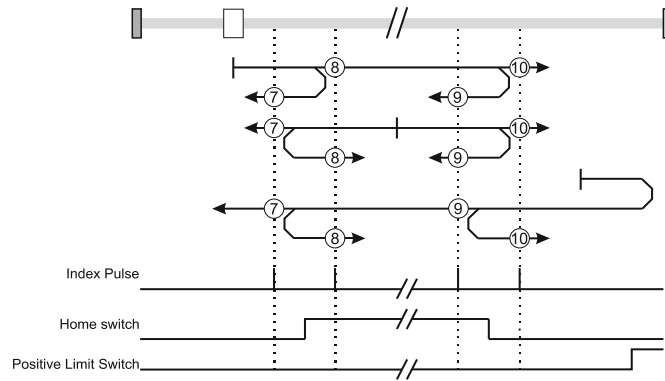 8 10
7 9
7 10
8 9
7 9
8 10
Index Pulse
Home switch
Positive Limit Switch